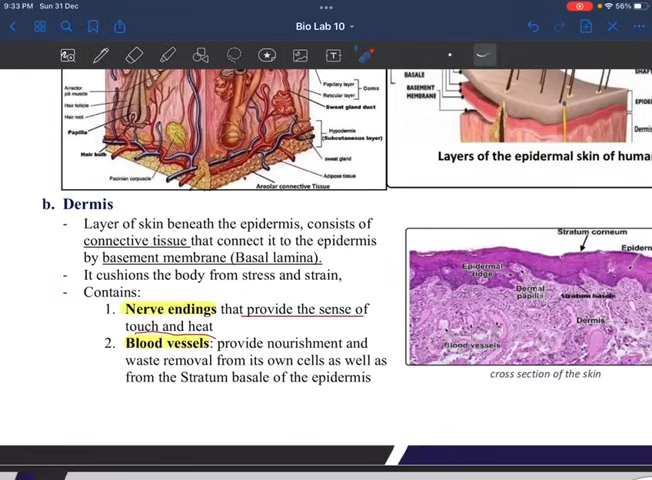 9:33 PM Sun 31 Dec
56%
Bio Lab 10
Arrector
pili muscle
Hair follicle
Hair root
Papilla
Hair bulb
Pacinian corpuscle
Papillary layer
Reticular layer
Dermis
Sweat gland duct
Hypodermis
(Subcutaneous layer)
sweat gland
Adipose tissue
Areolar connective Tissue
BASALE
BASEMENT
MEMBRANE
SHAF
EPIDE
Dermis
Layers of the epidermal skin of huma
b. Dermis
- Layer of skin beneath the epidermis, consists of
connective tissue that connect it to the epidermis
by basement membrane (Basal lamina).
- It cushions the body from stress and strain,
- Contains:
1. Nerve endings that provide the sense of
touch and heat
2. Blood vessels: provide nourishment and
waste removal from its own cells as well as
from the Stratum basale of the epidermis
Stratum corneum
Epiderm
Epidermal
ridge
Dermal
papilla
Stratum basale
Dermis
Blood vessels
cross section of the skin